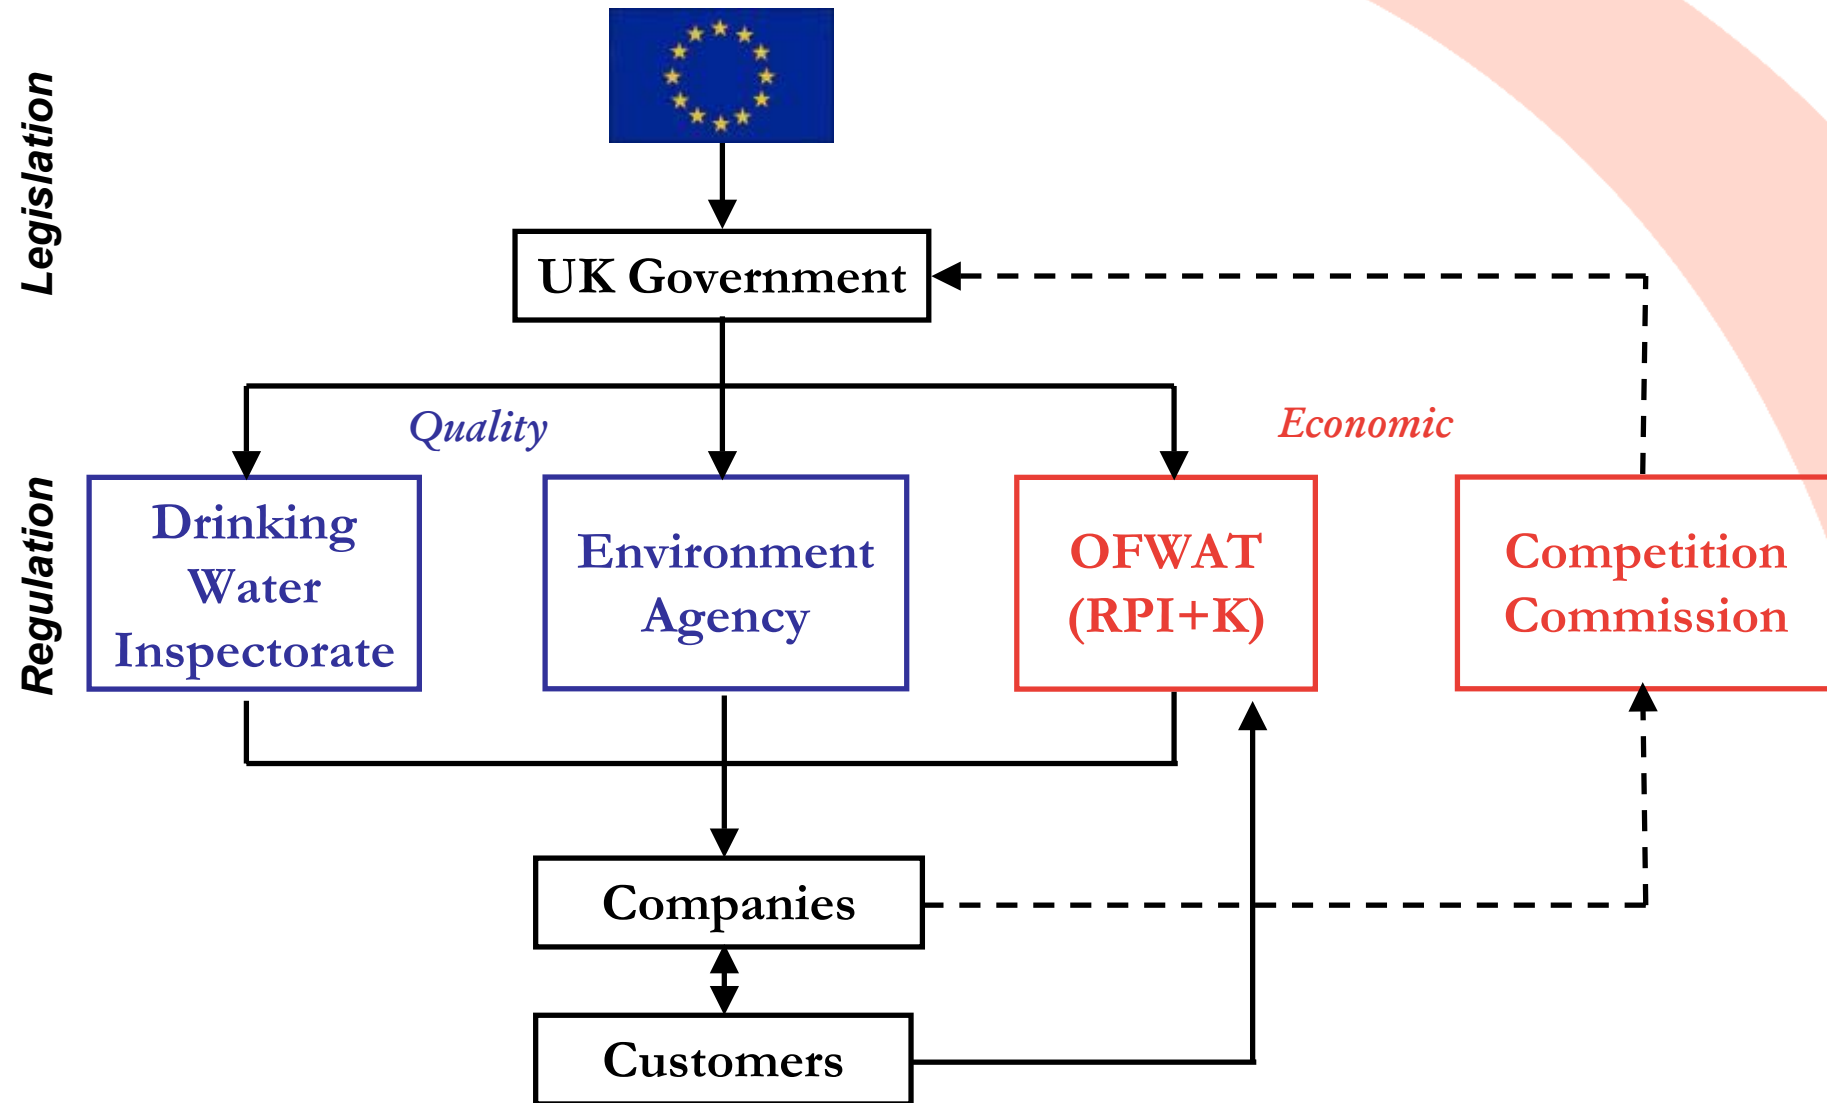 Legislation
UK Government
Quality
Economic
Regulation
Drinking
Water
Inspectorate
Environment
Agency
OFWAT
(RPI+K)
Competition
Commission
Companies
Customers